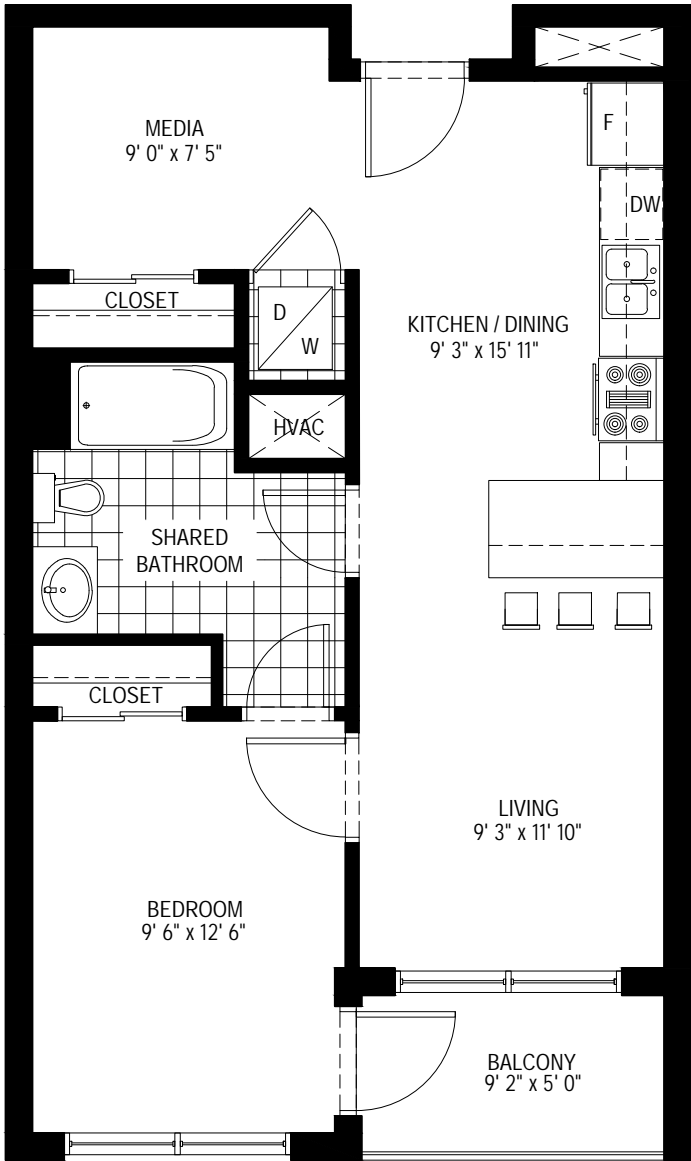 MEDIA
9' 0" x 7' 5"
F
DW
CLOSET
D
W
KITCHEN / DINING
9' 3" x 15' 11"
HVAC
SHARED
BATHROOM
CLOSET
LIVING
9' 3" x 11' 10"
BEDROOM
9' 6" x 12' 6"
BALCONY
9' 2" x 5' 0"